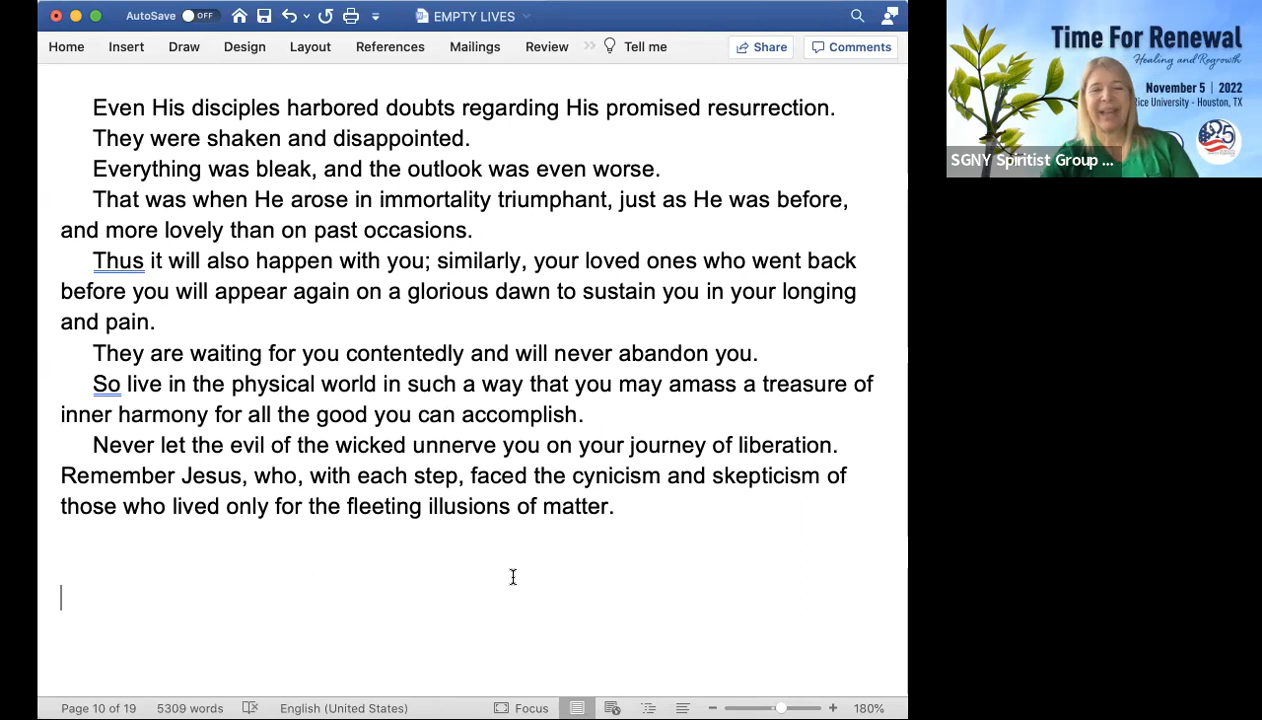 AutoSave OFF EMPTY LIVES
Home Insert Draw Design Layout References Mailings Review Tell me Share Comments
Even His disciples harbored doubts regarding His promised resurrection.
They were shaken and disappointed.
Everything was bleak, and the outlook was even worse.
That was when He arose in immortality triumphant, just as He was before,
and more lovely than on past occasions.
Thus it will also happen with you; similarly, your loved ones who went back
before you will appear again on a glorious dawn to sustain you in your longing
and pain.
They are waiting for you contentedly and will never abandon you.
So live in the physical world in such a way that you may amass a treasure of
inner harmony for all the good you can accomplish.
Never let the evil of the wicked unnerve you on your journey of liberation.
Remember Jesus, who, with each step, faced the cynicism and skepticism of
those who lived only for the fleeting illusions of matter.
Page 10 of 19 5309 words English (United States) Focus 180%
Time For Renewal
Healing and Regrowth
November 5 | 2022
Rice University - Houston, TX
25
SGNY Spiritist Group ...